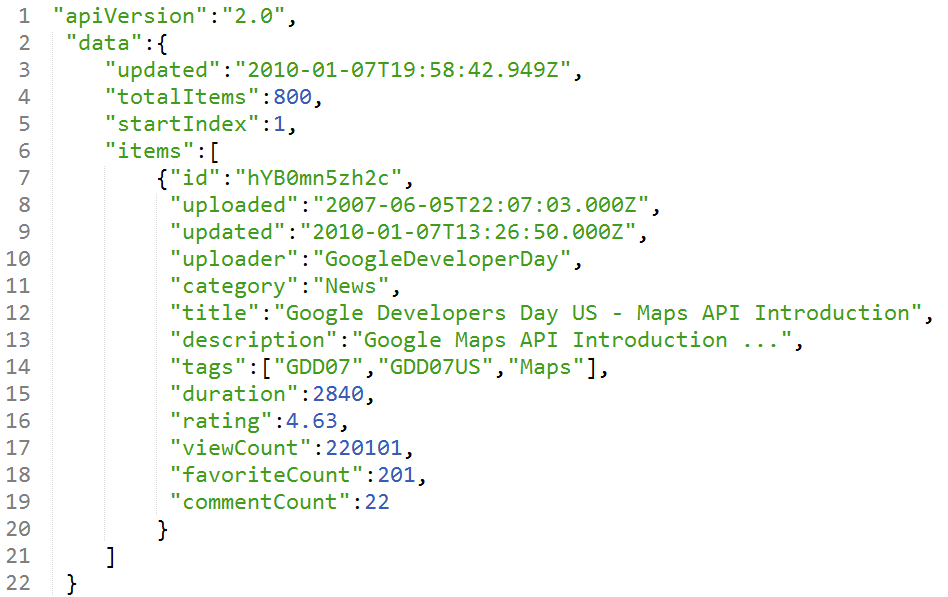 1 "apiVersion":"2.0",
2 "data":{
3 "updated":"2010-01-07T19:58:42.949Z",
4 "totalItems":800,
5 "startIndex":1,
6 "items":[
7 {"id":"hYB0mn5zh2c",
8 "uploaded":"2007-06-05T22:07:03.000Z",
9 "updated":"2010-01-07T13:26:50.000Z",
10 "uploader":"GoogleDeveloperDay",
11 "category":"News",
12 "title":"Google Developers Day US - Maps API Introduction",
13 "description":"Google Maps API Introduction ...",
14 "tags":["GDD07","GDD07US","Maps"],
15 "duration":2840,
16 "rating":4.63,
17 "viewCount":220101,
18 "favoriteCount":201,
19 "commentCount":22
20 }
21 ]
22 }